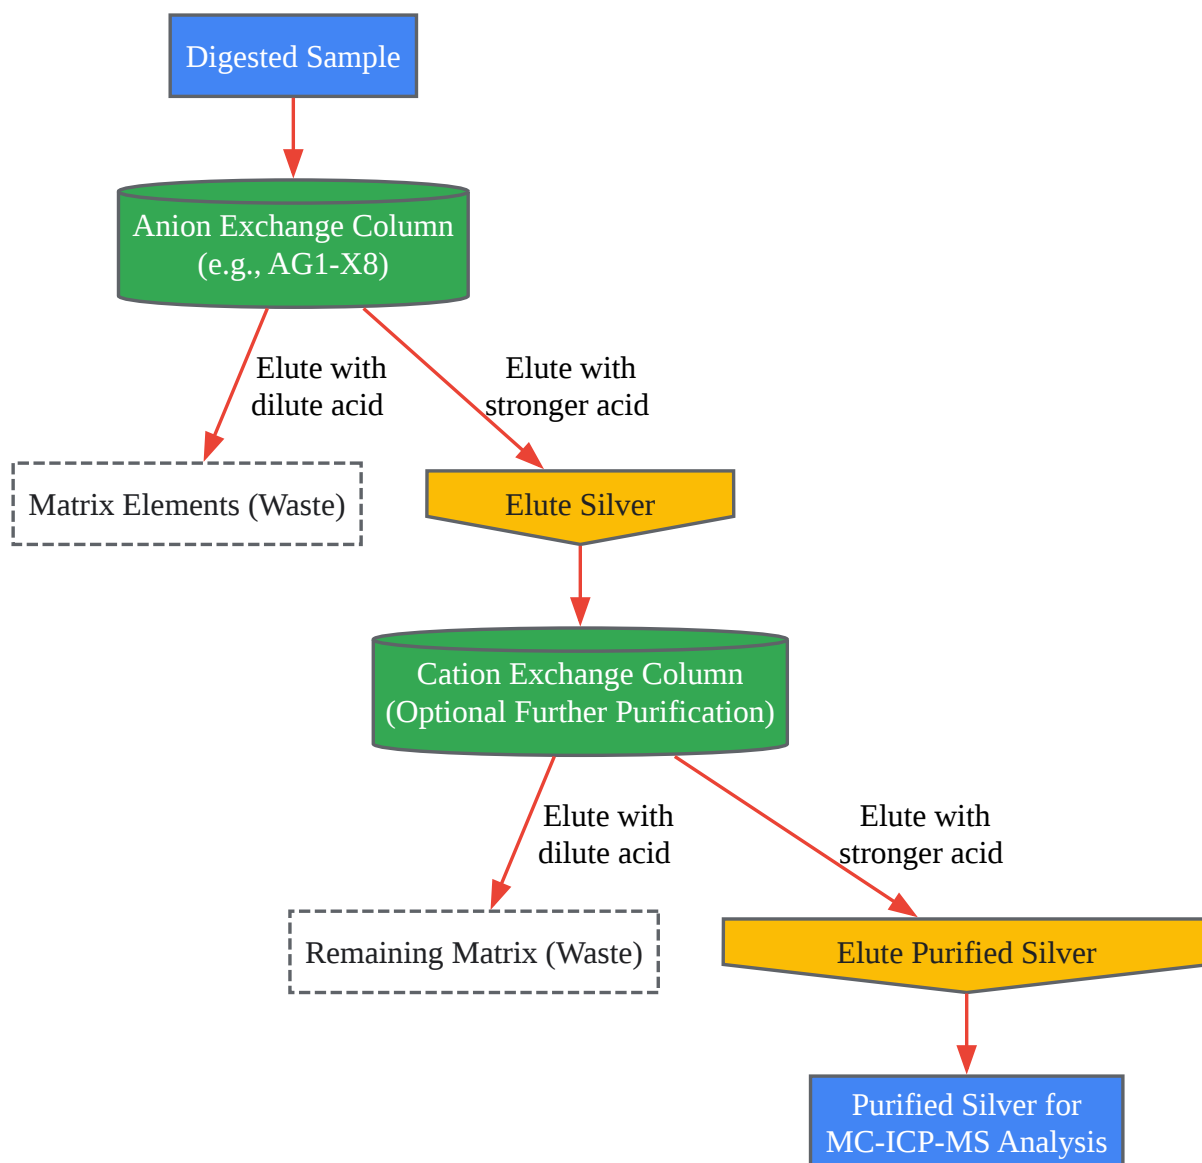 Digested Sample
Anion Exchange Column
(e.g., AG1-X8)
Elute with
dilute acid
Elute with
stronger acid
Matrix Elements (Waste)
Elute Silver
Cation Exchange Column
(Optional Further Purification)
Elute with
dilute acid
Elute with
stronger acid
Remaining Matrix (Waste)
Elute Purified Silver
Purified Silver for
MC-ICP-MS Analysis